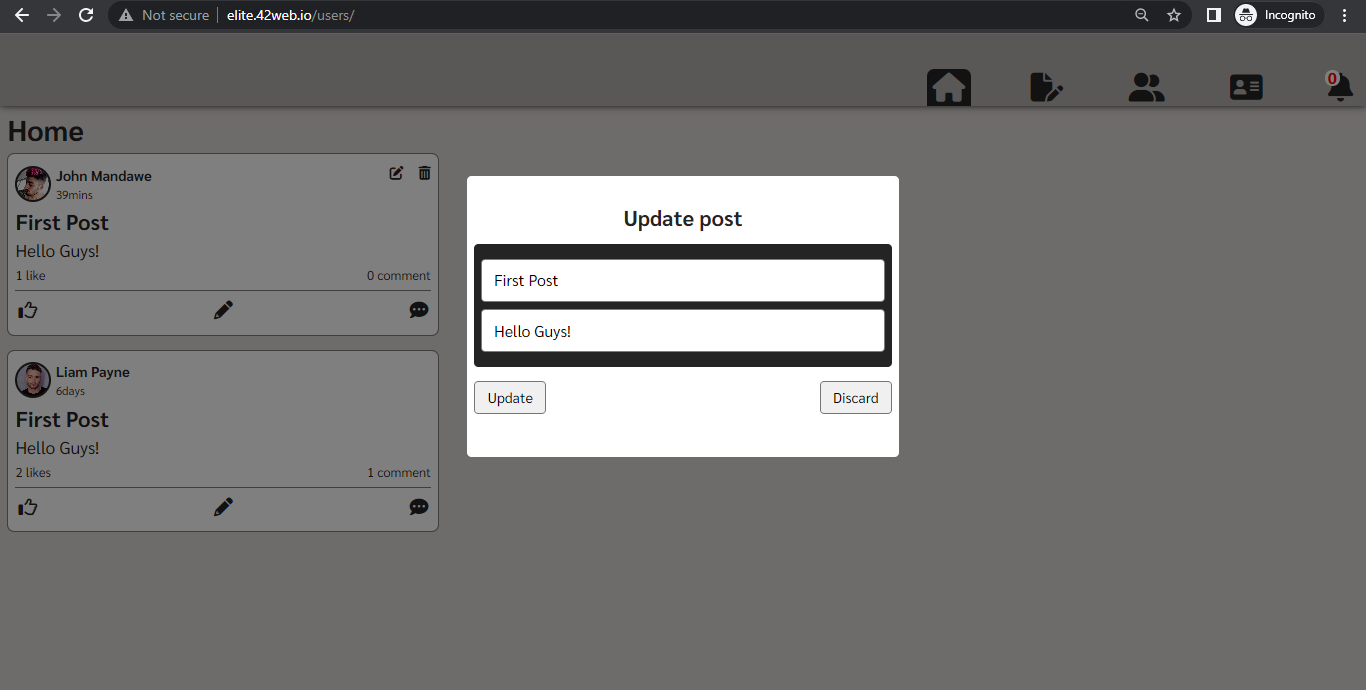 Not secure elite.42web.io/users/ Incognito
0
Home
John Mandawe
39mins
First Post
Hello Guys!
1 like 0 comment
Liam Payne
6days
First Post
Hello Guys!
2 likes 1 comment
Update post
First Post
Hello Guys!
Update Discard